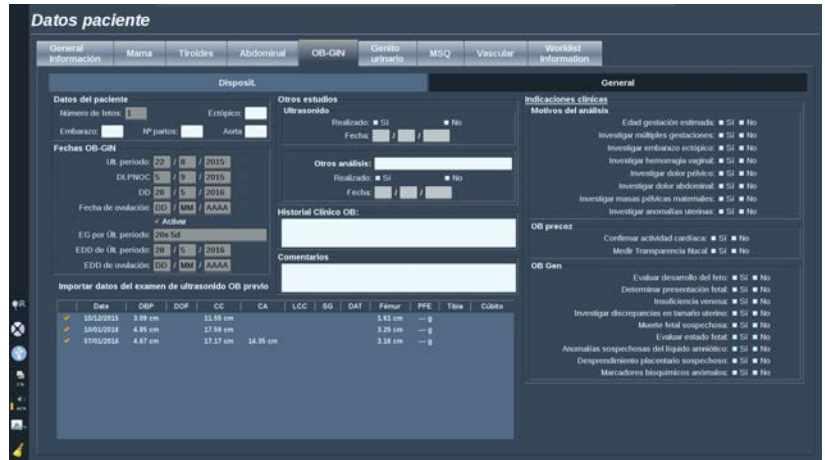 Datos paciente
General Información Mama Tiroides Abdominal OB-GIN Genito urinario MSQ Vascular Worklist Information
Disposit. General
Datos del paciente
Número de fetos: 1 Ectópico:
Embarazo: Nº partos: Aorta
Fechas OB-GIN
Ult. periodo: 22 / 8 / 2015
DLPNOC 5 / 9 / 2015
DD 28 / 5 / 2016
Fecha de ovulación: DD / MM / AAAA
✓ Activar
EG por Últ. período: 20s 5d
EDD de Últ. período: 28 / 5 / 2016
EDD de ovulación: DD / MM / AAAA
Otros estudios
Ultrasonido
Realizado: Sí No
Fecha: / /
Otros análisis:
Realizado: Sí No
Fecha: / /
Historial Clínico OB:
Comentarios
Importar datos del examen de ultrasonido OB previo
Date DBP DOF CC CA LCC SG DAT Fémur PFE Tibia Cúbito
10/12/2015 3.09 cm 11.55 cm 1.61 cm --- g
10/01/2016 4.85 cm 17.59 cm 3.25 cm --- g
07/01/2016 4.67 cm 17.17 cm 14.35 cm 3.18 cm --- g
Indicaciones clínicas
Motivos del análisis
Edad gestación estimada: Sí No
Investigar múltiples gestaciones: Sí No
Investigar embarazo ectópico: Sí No
Investigar hemorragia vaginal: Sí No
Investigar dolor pélvico: Sí No
Investigar dolor abdominal: Sí No
Investigar masas pélvicas maternales: Sí No
Investigar anomalías uterinas: Sí No
OB precoz
Confirmar actividad cardíaca: Sí No
Medir Transparencia Nucal: Sí No
OB Gen
Evaluar desarrollo del feto: Sí No
Determinar presentación fetal: Sí No
Insuficiencia venosa: Sí No
Investigar discrepancias en tamaño uterino: Sí No
Muerte fetal sospechosa: Sí No
Evaluar estado fetal: Sí No
Anomalías sospechosas del líquido amniótico: Sí No
Desprendimiento placentario sospechoso: Sí No
Marcadores bioquímicos anómalos: Sí No
R